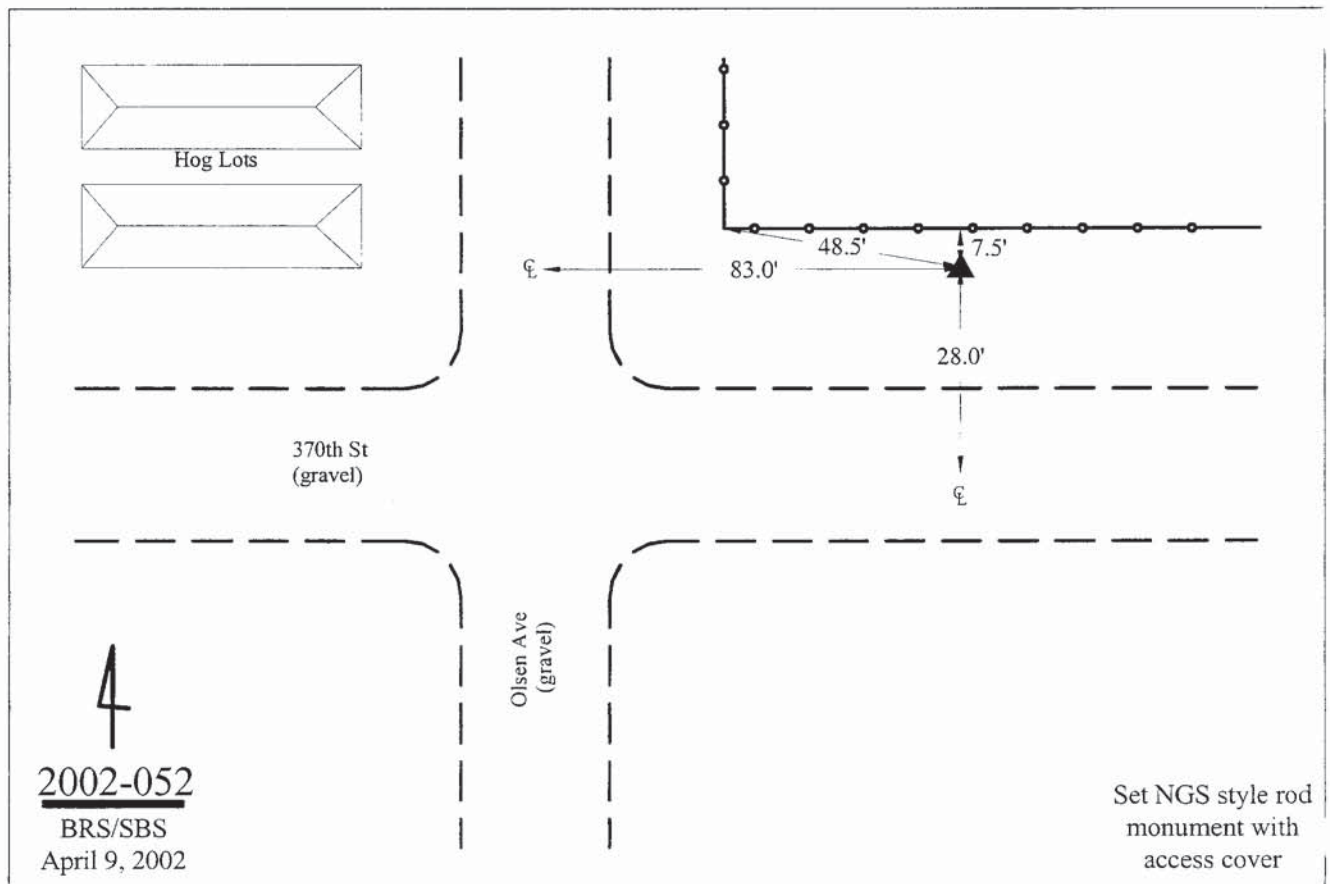 Hog Lots
48.5'
7.5'
℄
83.0'
28.0'
370th St
(gravel)
℄
Olsen Ave
(gravel)
2002-052
BRS/SBS
April 9, 2002
Set NGS style rod
monument with
access cover